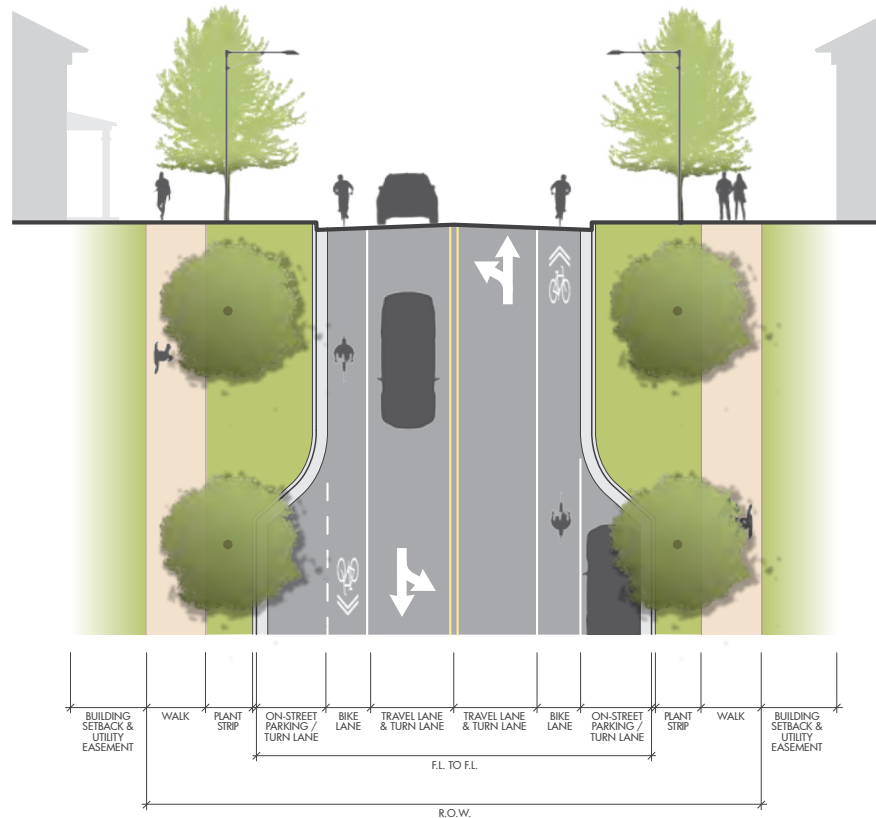 BUILDING
SETBACK &
UTILITY
EASEMENT
WALK
PLANT
STRIP
ON-STREET
PARKING /
TURN LANE
BIKE
LANE
TRAVEL LANE
& TURN LANE
TRAVEL LANE
& TURN LANE
BIKE
LANE
ON-STREET
PARKING /
TURN LANE
PLANT
STRIP
WALK
BUILDING
SETBACK &
UTILITY
EASEMENT
F.L. TO F.L.
R.O.W.